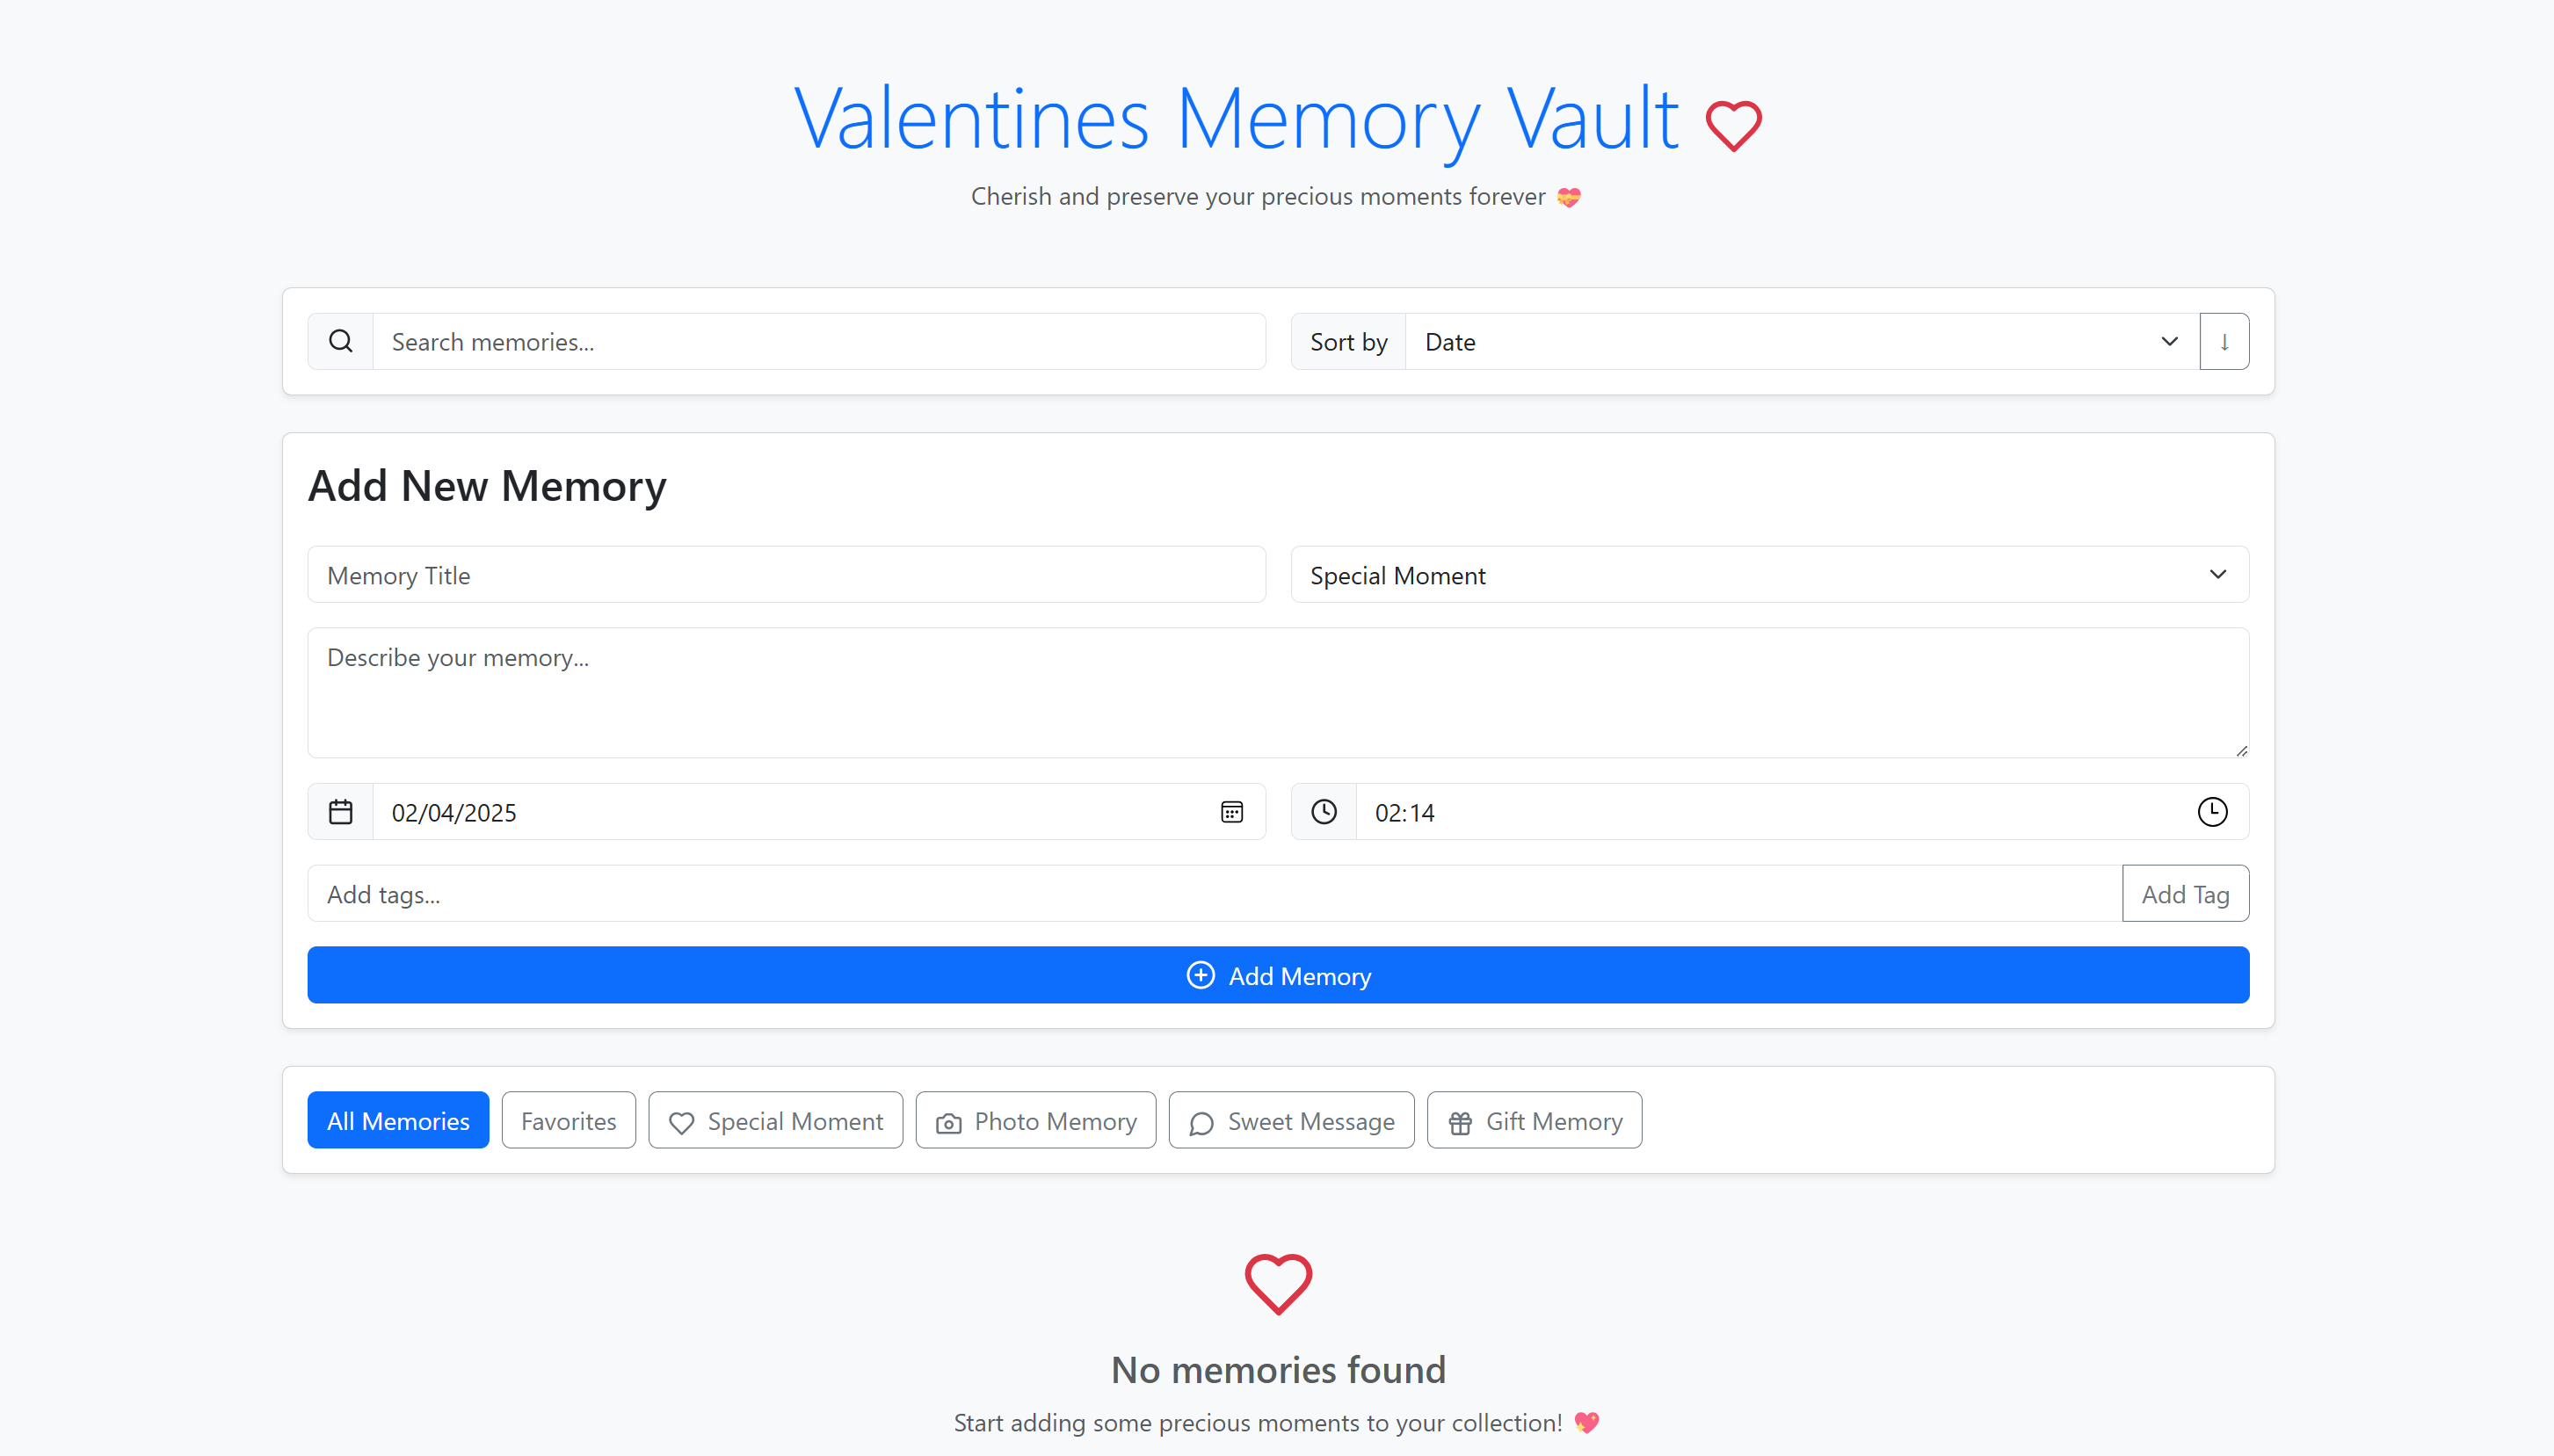 Valentines Memory Vault
Cherish and preserve your precious moments forever 💝
Search memories...
Sort by Date ↓
Add New Memory
Memory Title
Special Moment
Describe your memory...
02/04/2025
02:14
Add tags...
Add Tag
Add Memory
All Memories Favorites Special Moment Photo Memory Sweet Message Gift Memory
No memories found
Start adding some precious moments to your collection! 💖